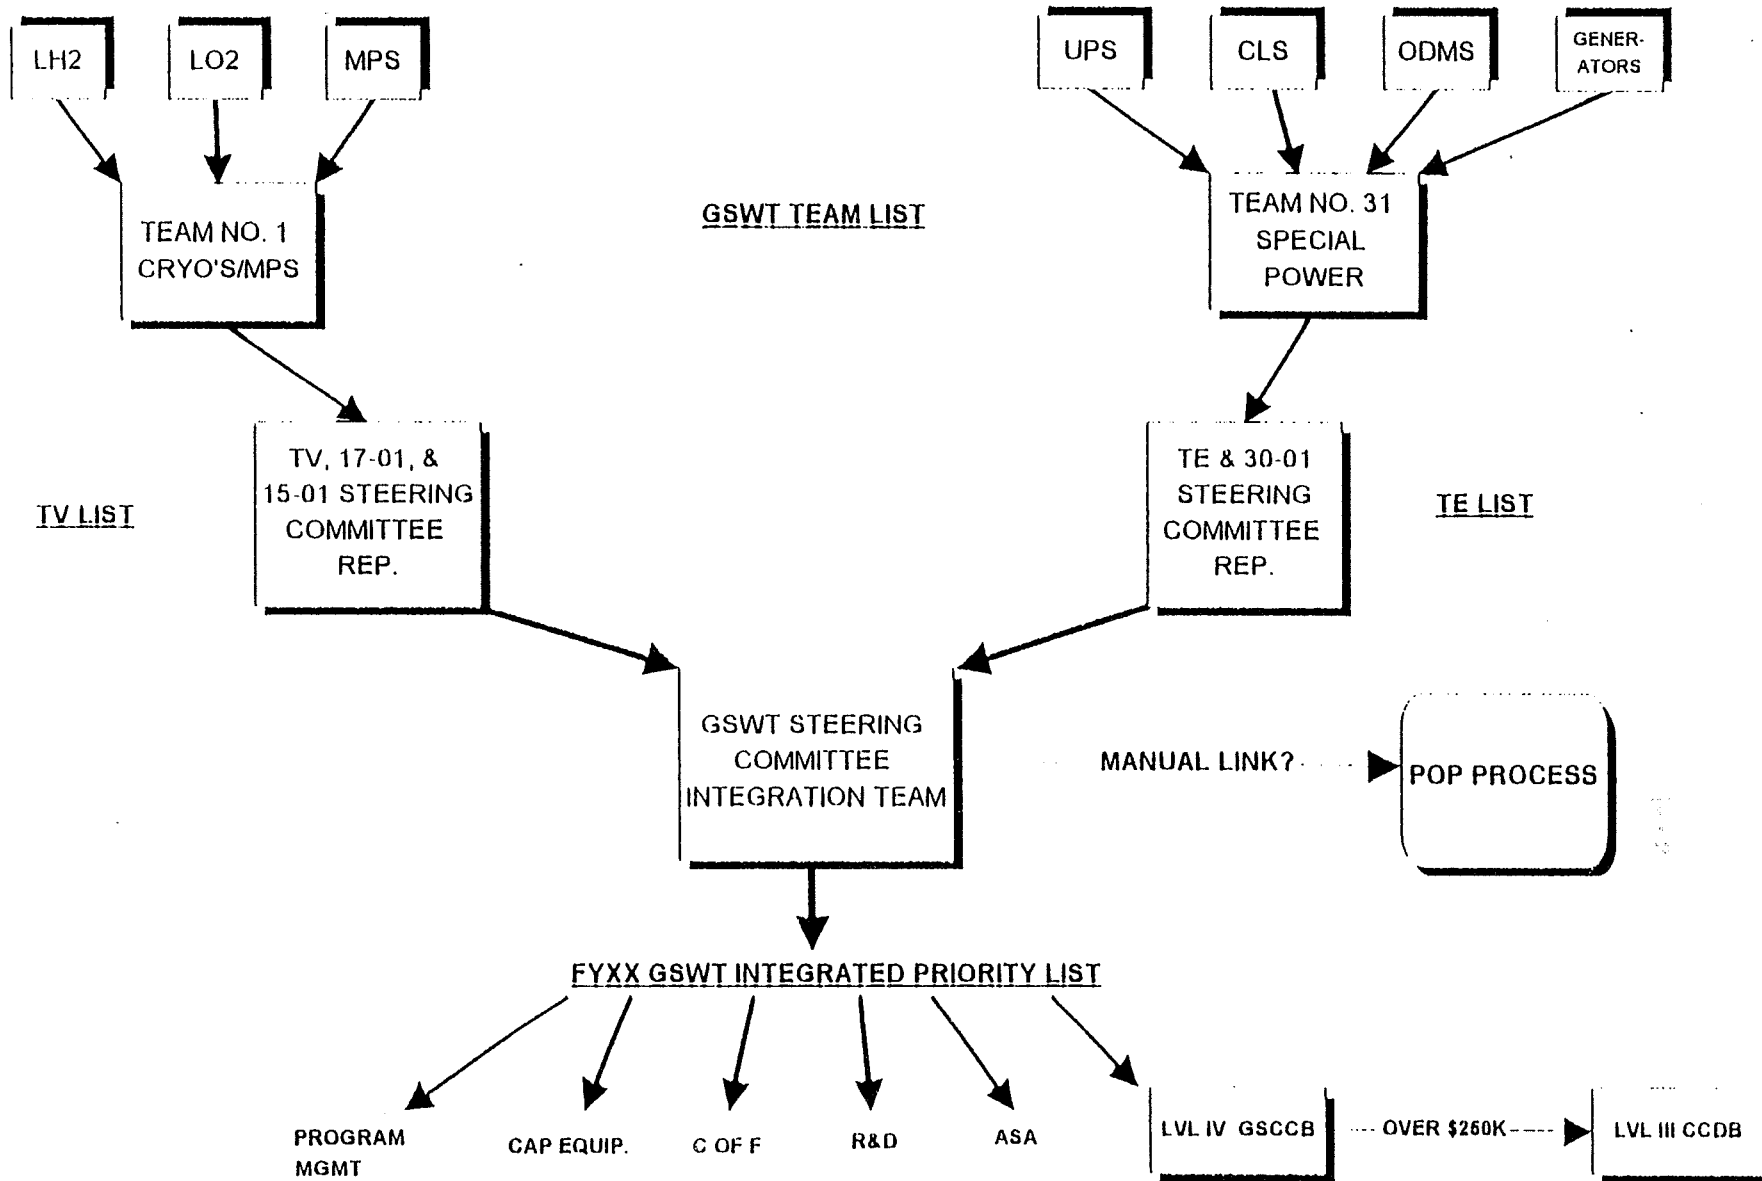 LH2
LO2
MPS
UPS
CLS
ODMS
GENER-
ATORS
TEAM NO. 1
CRYO'S/MPS
GSWT TEAM LIST
TEAM NO. 31
SPECIAL
POWER
TV LIST
TV, 17-01, &
15-01 STEERING
COMMITTEE
REP.
TE & 30-01
STEERING
COMMITTEE
REP.
TE LIST
GSWT STEERING
COMMITTEE
INTEGRATION TEAM
MANUAL LINK?
POP PROCESS
FYXX GSWT INTEGRATED PRIORITY LIST
PROGRAM
MGMT
CAP EQUIP.
C OF F
R&D
ASA
LVL IV GSCCB
OVER $250K
LVL III CCDB